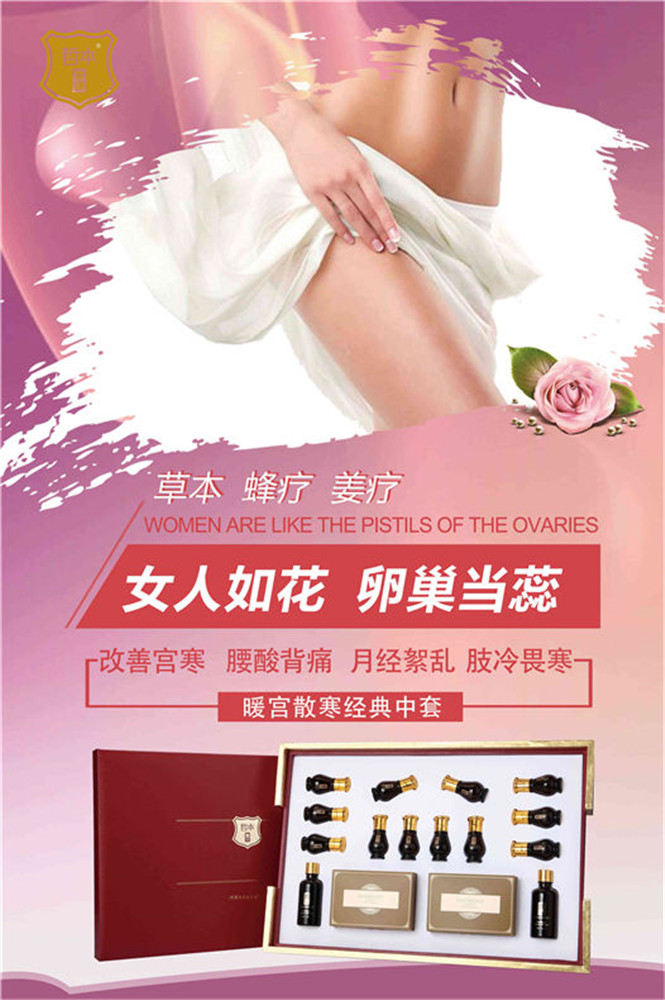 草本 蜂疗 姜疗
WOMEN ARE LIKE THE PISTILS OF THE OVARIES
女人如花 卵巢当蕊
改善宫寒 腰酸背痛 月经絮乱 肢冷畏寒
暖宫散寒经典中套